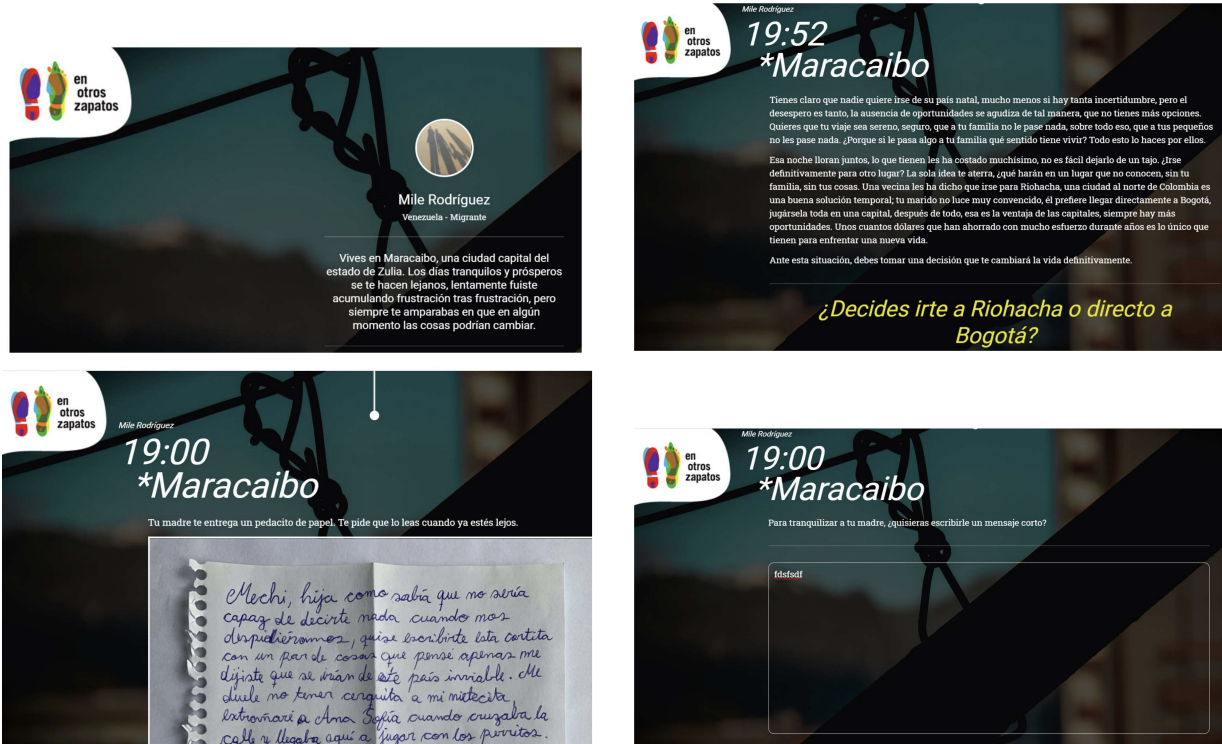 en
otros
zapatos
Mile Rodríguez
Venezuela - Migrante
Vives en Maracaibo, una ciudad capital del
estado de Zulia. Los días tranquilos y prósperos
se te hacen lejanos, lentamente fuiste
acumulando frustración tras frustración, pero
siempre te amparabas en que en algún
momento las cosas podrían cambiar.
en
otros
zapatos
Mile Rodríguez
19:52
*Maracaibo
Tienes claro que nadie quiere irse de su país natal, mucho menos si hay tanta incertidumbre, pero el
desespero es tanto, la ausencia de oportunidades se agudiza de tal manera, que no tienes más opciones.
Quieres que tu viaje sea sereno, seguro, que a tu familia no le pase nada, sobre todo eso, que a tus pequeños
no les pase nada. ¿Porque si le pasa algo a tu familia qué sentido tiene vivir? Todo esto lo haces por ellos.
Esa noche lloran juntos, lo que tienen les ha costado muchísimo, no es fácil dejarlo de un tajo. ¿Irse
definitivamente para otro lugar? La sola idea te aterra, ¿qué harán en un lugar que no conocen, sin tu
familia, sin tus cosas. Una vecina les ha dicho que irse para Riohacha, una ciudad al norte de Colombia es
una buena solución temporal; tu marido no luce muy convencido, él prefiere llegar directamente a Bogotá,
jugársela toda en una capital, después de todo, esa es la ventaja de las capitales, siempre hay más
oportunidades. Unos cuantos dólares que han ahorrado con mucho esfuerzo durante años es lo único que
tienen para enfrentar una nueva vida.
Ante esta situación, debes tomar una decisión que te cambiará la vida definitivamente.
¿Decides irte a Riohacha o directo a
Bogotá?
en
otros
zapatos
Mile Rodríguez
19:00
*Maracaibo
Tu madre te entrega un pedacito de papel. Te pide que lo leas cuando ya estés lejos.
Mechi, hija como sabía que no sería
capaz de decirte nada cuando nos
despidiéramos, quise escribirte esta cartita
con un par de cosas que pensé apenas me
dijiste que se irían de este país inviable. Me
duele no tener cerquita a mi nietecita,
extrañaré a Ana Sofía cuando cruzaba la
calle y llegaba aquí a jugar con los perritos.
en
otros
zapatos
Mile Rodríguez
19:00
*Maracaibo
Para tranquilizar a tu madre, ¿quisieras escribirle un mensaje corto?
fdsfsdf